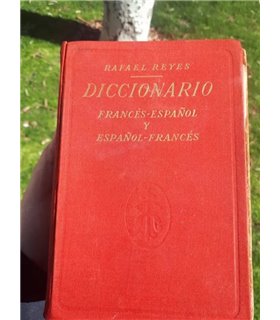 RAFAEL REYES
DICCIONARIO
FRANCÉS-ESPAÑOL
Y
ESPAÑOL-FRANCÉS